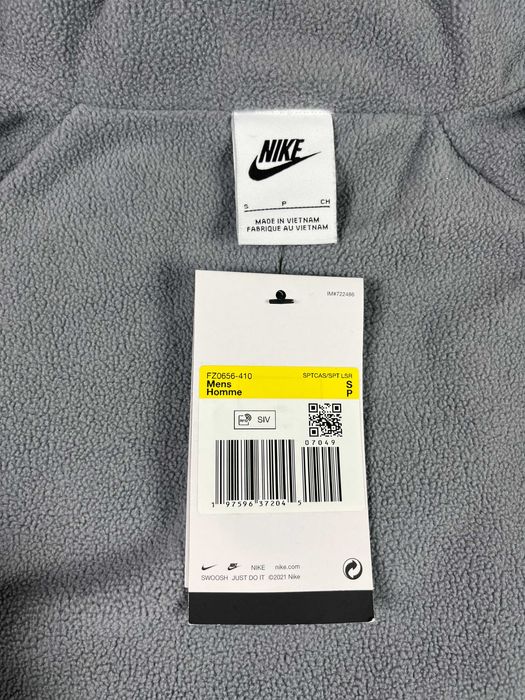 NIKE
S P CH
MADE IN VIETNAM
FABRIQUE AU VIETNAM
IM#722486
FZ0656-410 SPTCAS/SPT LSR
Mens S
Homme P
SIV
07049
1 97596 37204 5
NIKE nike.com
SWOOSH JUST DO IT ©2021 Nike